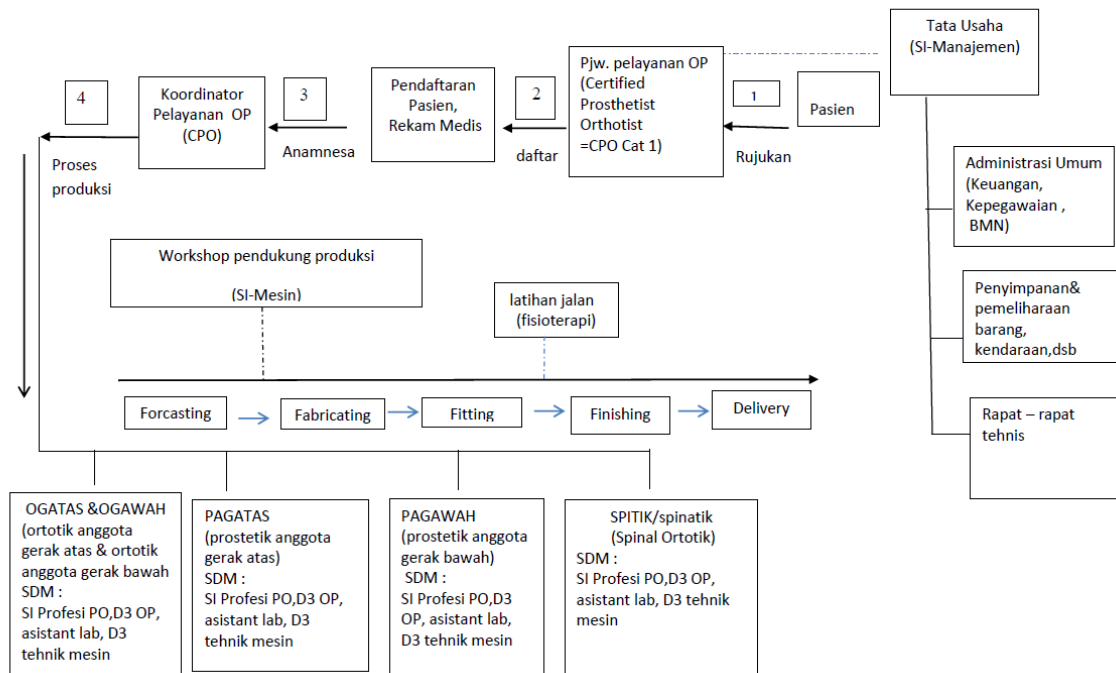 Tata Usaha
(SI-Manajemen)
Pjw. pelayanan OP
(Certified
Prosthetist
Orthotist
=CPO Cat 1)
4
Koordinator
Pelayanan OP
(CPO)
3
Pendaftaran
Pasien,
Rekam Medis
2
1
Pasien
Anamnesa
daftar
Rujukan
Proses
produksi
Administrasi Umum
(Keuangan,
Kepegawaian ,
BMN)
Workshop pendukung produksi
(SI-Mesin)
latihan jalan
(fisioterapi)
Penyimpanan&
pemeliharaan
barang,
kendaraan,dsb
Forcasting
Fabricating
Fitting
Finishing
Delivery
Rapat – rapat
tehnis
OGATAS &OGAWAH
(ortotik anggota
gerak atas & ortotik
anggota gerak bawah
SDM :
SI Profesi PO,D3 OP,
asistant lab, D3
tehnik mesin
PAGATAS
(prostetik anggota
gerak atas)
SDM :
SI Profesi PO,D3 OP,
asistant lab, D3
tehnik mesin
PAGAWAH
(prostetik anggota
gerak bawah)
SDM :
SI Profesi PO,D3
OP, asistant lab,
D3 tehnik mesin
SPITIK/spinatik
(Spinal Ortotik)
SDM :
SI Profesi PO,D3 OP,
asistant lab, D3 tehnik
mesin